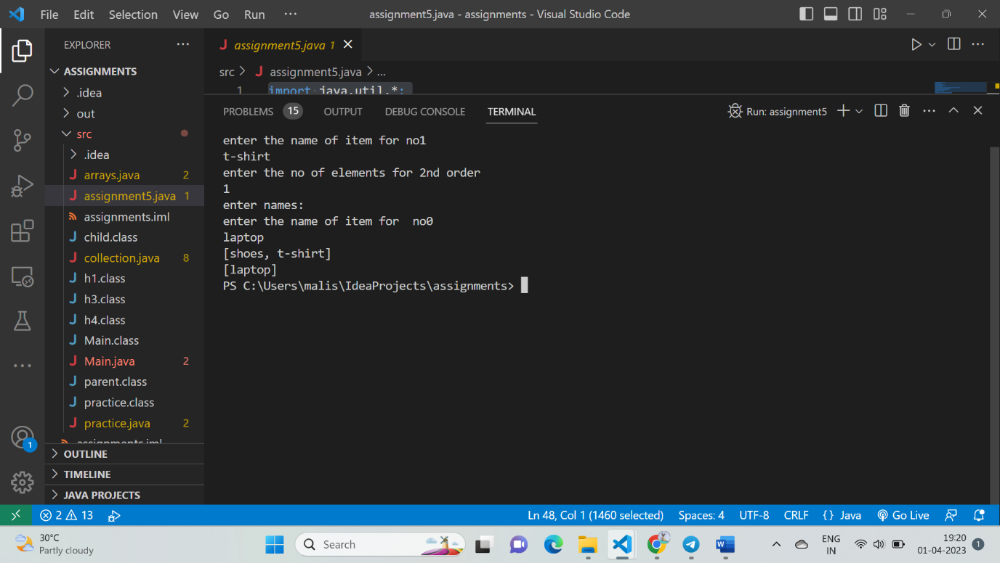 File Edit Selection View Go Run ··· assignment5.java - assignments - Visual Studio Code
EXPLORER ···
ASSIGNMENTS
.idea
out
src
.idea
arrays.java 2
assignment5.java 1
assignments.iml
child.class
collection.java 8
h1.class
h3.class
h4.class
Main.class
Main.java 2
parent.class
practice.class
practice.java 2
assignments.iml
OUTLINE
TIMELINE
JAVA PROJECTS
assignment5.java 1
src > assignment5.java > ...
1 import java.util.*;
PROBLEMS 15 OUTPUT DEBUG CONSOLE TERMINAL Run: assignment5
enter the name of item for no1
t-shirt
enter the no of elements for 2nd order
1
enter names:
enter the name of item for  no0
laptop
[shoes, t-shirt]
[laptop]
PS C:\Users\malis\IdeaProjects\assignments>
1
2 13 Ln 48, Col 1 (1460 selected) Spaces: 4 UTF-8 CRLF {} Java Go Live
30°C
Partly cloudy
Search
ENG
IN
19:20
01-04-2023
1